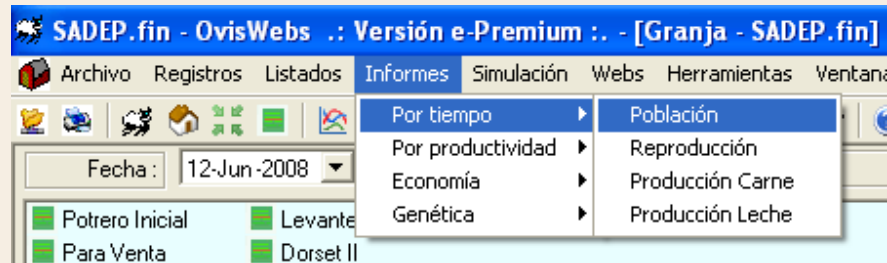 SADEP.fin - OvisWebs .: Versión e-Premium :. - [Granja - SADEP.fin]
Archivo Registros Listados Informes Simulación Webs Herramientas Ventana
Por tiempo Población
Por productividad Reproducción
Economía Producción Carne
Genética Producción Leche
Fecha : 12-Jun-2008
Potrero Inicial Levante
Para Venta Dorset II